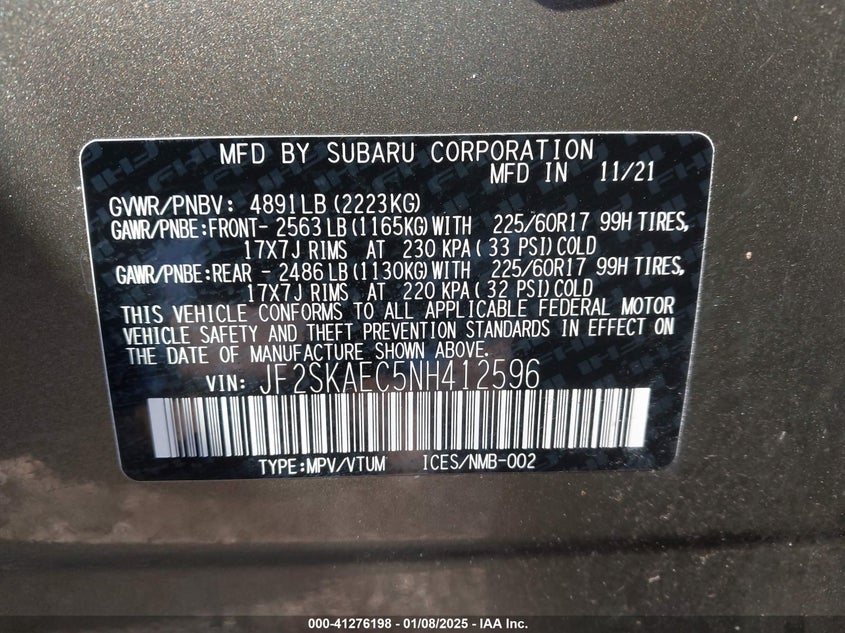 MFD BY SUBARU CORPORATION
MFD IN 11/21
GVWR/PNBV: 4891LB (2223KG)
GAWR/PNBE:FRONT- 2563LB (1165KG) WITH 225/60R17 99H TIRES,
17X7J RIMS AT 230 KPA ( 33 PSI) COLD
GAWR/PNBE:REAR - 2486LB (1130KG) WITH 225/60R17 99H TIRES,
17X7J RIMS AT 220 KPA ( 32 PSI) COLD
THIS VEHICLE CONFORMS TO ALL APPLICABLE FEDERAL MOTOR
VEHICLE SAFETY AND THEFT PREVENTION STANDARDS IN EFFECT ON
THE DATE OF MANUFACTURE SHOWN ABOVE.
VIN: JF2SKAEC5NH412596
TYPE:MPV/VTUM ICES/NMB-002
000-41276198 - 01/08/2025 - IAA Inc.